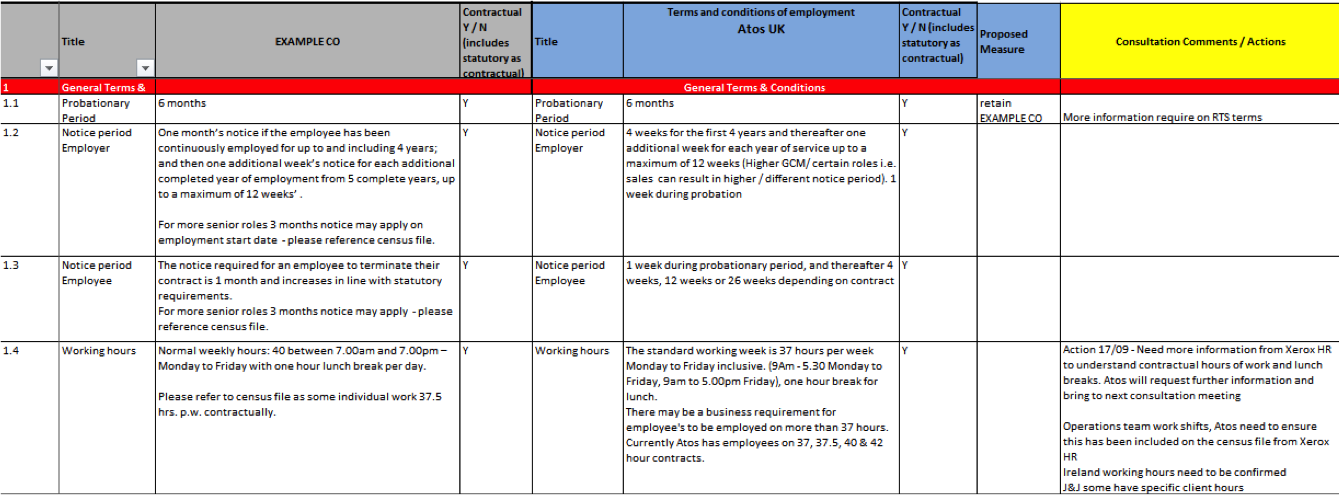 Title
EXAMPLE CO
Contractual
Y / N
(includes
statutory as
contractual)
Title
Terms and conditions of employment
Atos UK
Contractual
Y / N (includes
statutory as
contractual)
Proposed
Measure
Consultation Comments / Actions
1
General Terms &
General Terms & Conditions
1.1
Probationary
Period
6 months
Y
Probationary
Period
6 months
Y
retain
EXAMPLE CO
More information require on RTS terms
1.2
Notice period
Employer
One month's notice if the employee has been
continuously employed for up to and including 4 years;
and then one additional week's notice for each additional
completed year of employment from 5 complete years, up
to a maximum of 12 weeks' .
For more senior roles 3 months notice may apply on
employment start date - please reference census file.
Y
Notice period
Employer
4 weeks for the first 4 years and thereafter one
additional week for each year of service up to a
maximum of 12 weeks (Higher GCM/ certain roles i.e.
sales can result in higher / different notice period). 1
week during probation
Y
1.3
Notice period
Employee
The notice required for an employee to terminate their
contract is 1 month and increases in line with statutory
requirements.
For more senior roles 3 months notice may apply - please
reference census file.
Y
Notice period
Employee
1 week during probationary period, and thereafter 4
weeks, 12 weeks or 26 weeks depending on contract
Y
1.4
Working hours
Normal weekly hours: 40 between 7.00am and 7.00pm –
Monday to Friday with one hour lunch break per day.
Please refer to census file as some individual work 37.5
hrs. p.w. contractually.
Y
Working hours
The standard working week is 37 hours per week
Monday to Friday inclusive. (9Am - 5.30 Monday to
Friday, 9am to 5.00pm Friday), one hour break for
lunch.
There may be a business requirement for
employee's to be employed on more than 37 hours.
Currently Atos has employees on 37, 37.5, 40 & 42
hour contracts.
Y
Action 17/09 - Need more information from Xerox HR
to understand contractual hours of work and lunch
breaks. Atos will request further information and
bring to next consultation meeting
Operations team work shifts, Atos need to ensure
this has been included on the census file from Xerox
HR
Ireland working hours need to be confirmed
J&J some have specific client hours